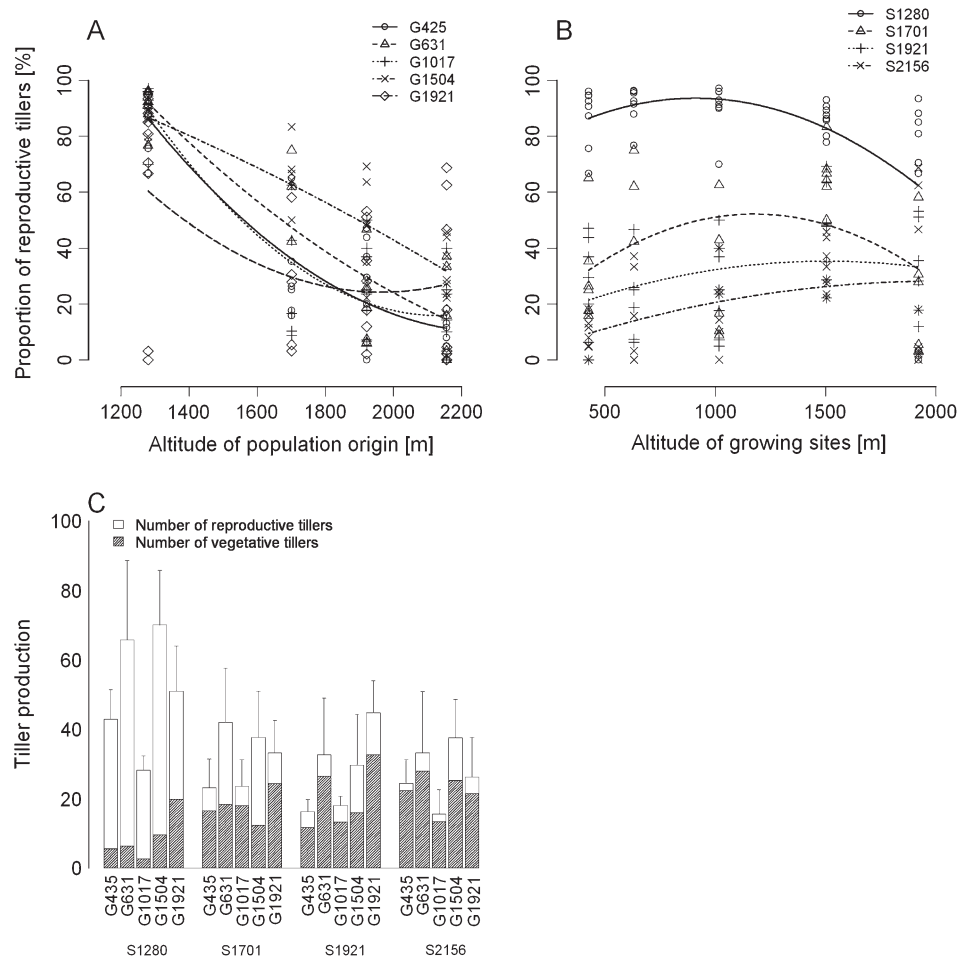 A
G425
G631
G1017
G1504
G1921
Proportion of reproductive tillers [%]
100
80
60
40
20
0
1200 1400 1600 1800 2000 2200
Altitude of population origin [m]
B
S1280
S1701
S1921
S2156
100
80
60
40
20
0
500 1000 1500 2000
Altitude of growing sites [m]
C
Number of reproductive tillers
Number of vegetative tillers
Tiller production
100
80
60
40
20
0
G435 G631 G1017 G1504 G1921 G435 G631 G1017 G1504 G1921 G435 G631 G1017 G1504 G1921 G435 G631 G1017 G1504 G1921
S1280 S1701 S1921 S2156